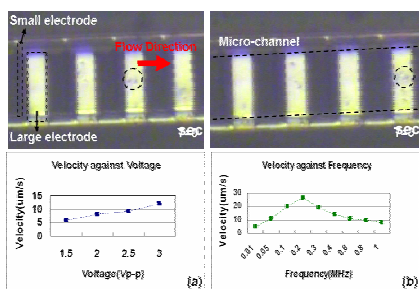 Small electrode
Flow Direction
Large electrode
sec
Micro-channel
sec
Velocity against Voltage
Velocity(um/s)
15
10
5
0
1.5 2 2.5 3
Voltage(Vp-p)
(a)
Velocity against Frequency
Velocity(um/s)
30
20
10
0
0.01 0.05 0.1 0.2 0.4 0.6 0.8 1
Frequency(MHz)
(b)